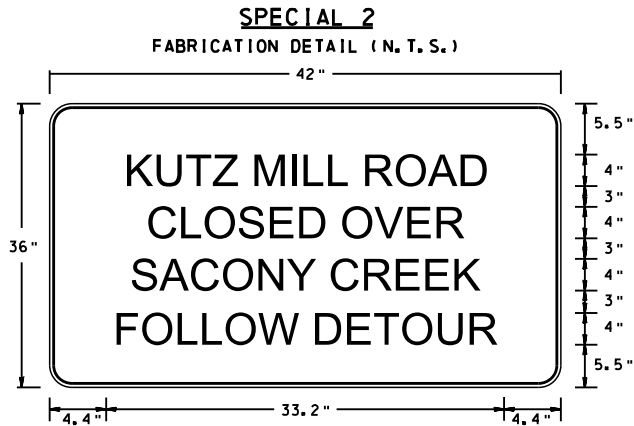 SPECIAL 2
FABRICATION DETAIL (N.T.S.)
42"
36"
KUTZ MILL ROAD
CLOSED OVER
SACONY CREEK
FOLLOW DETOUR
5.5"
4"
3"
4"
3"
4"
3"
4"
5.5"
4.4"
33.2"
4.4"